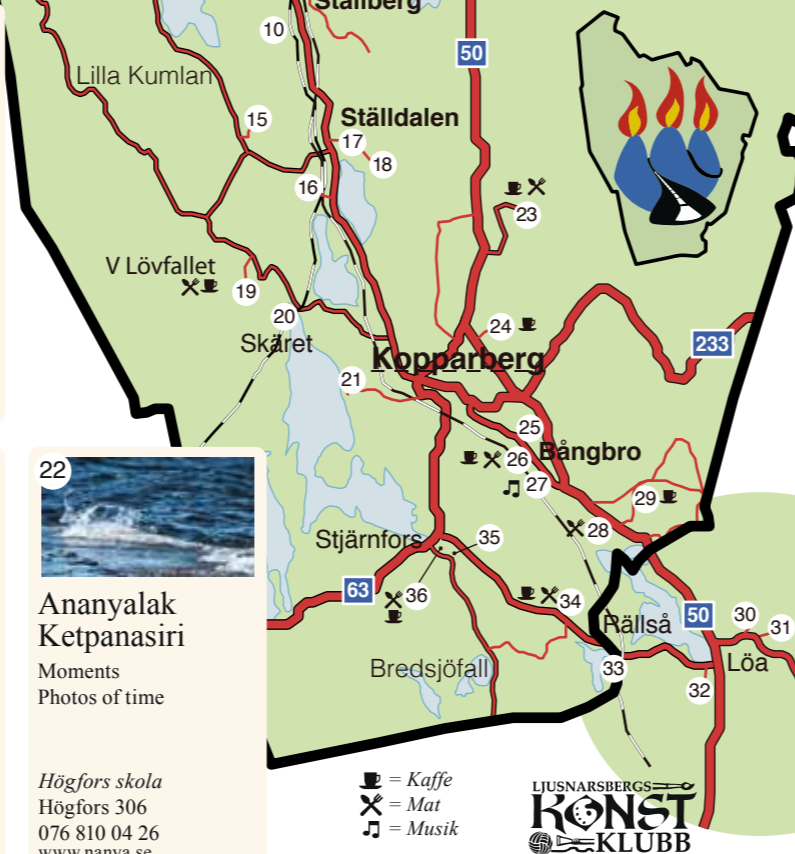 Ställberg
10
50
Lilla Kumlan
15
Ställdalen
17
18
16
23
V Lövfallet
19
20
24
Skäret
233
Kopparberg
21
25
Bångbro
26
27
22
29
28
Stjärnfors
35
63
36
34
Rällså
50
30
31
Bredsjöfall
33
Löa
32
Ananyalak
Ketpanasiri
Moments
Photos of time
Högfors skola
Högfors 306
076 810 04 26
www.nanya.se
= Kaffe
= Mat
= Musik
LJUSNARSBERGS
KONST
KLUBB